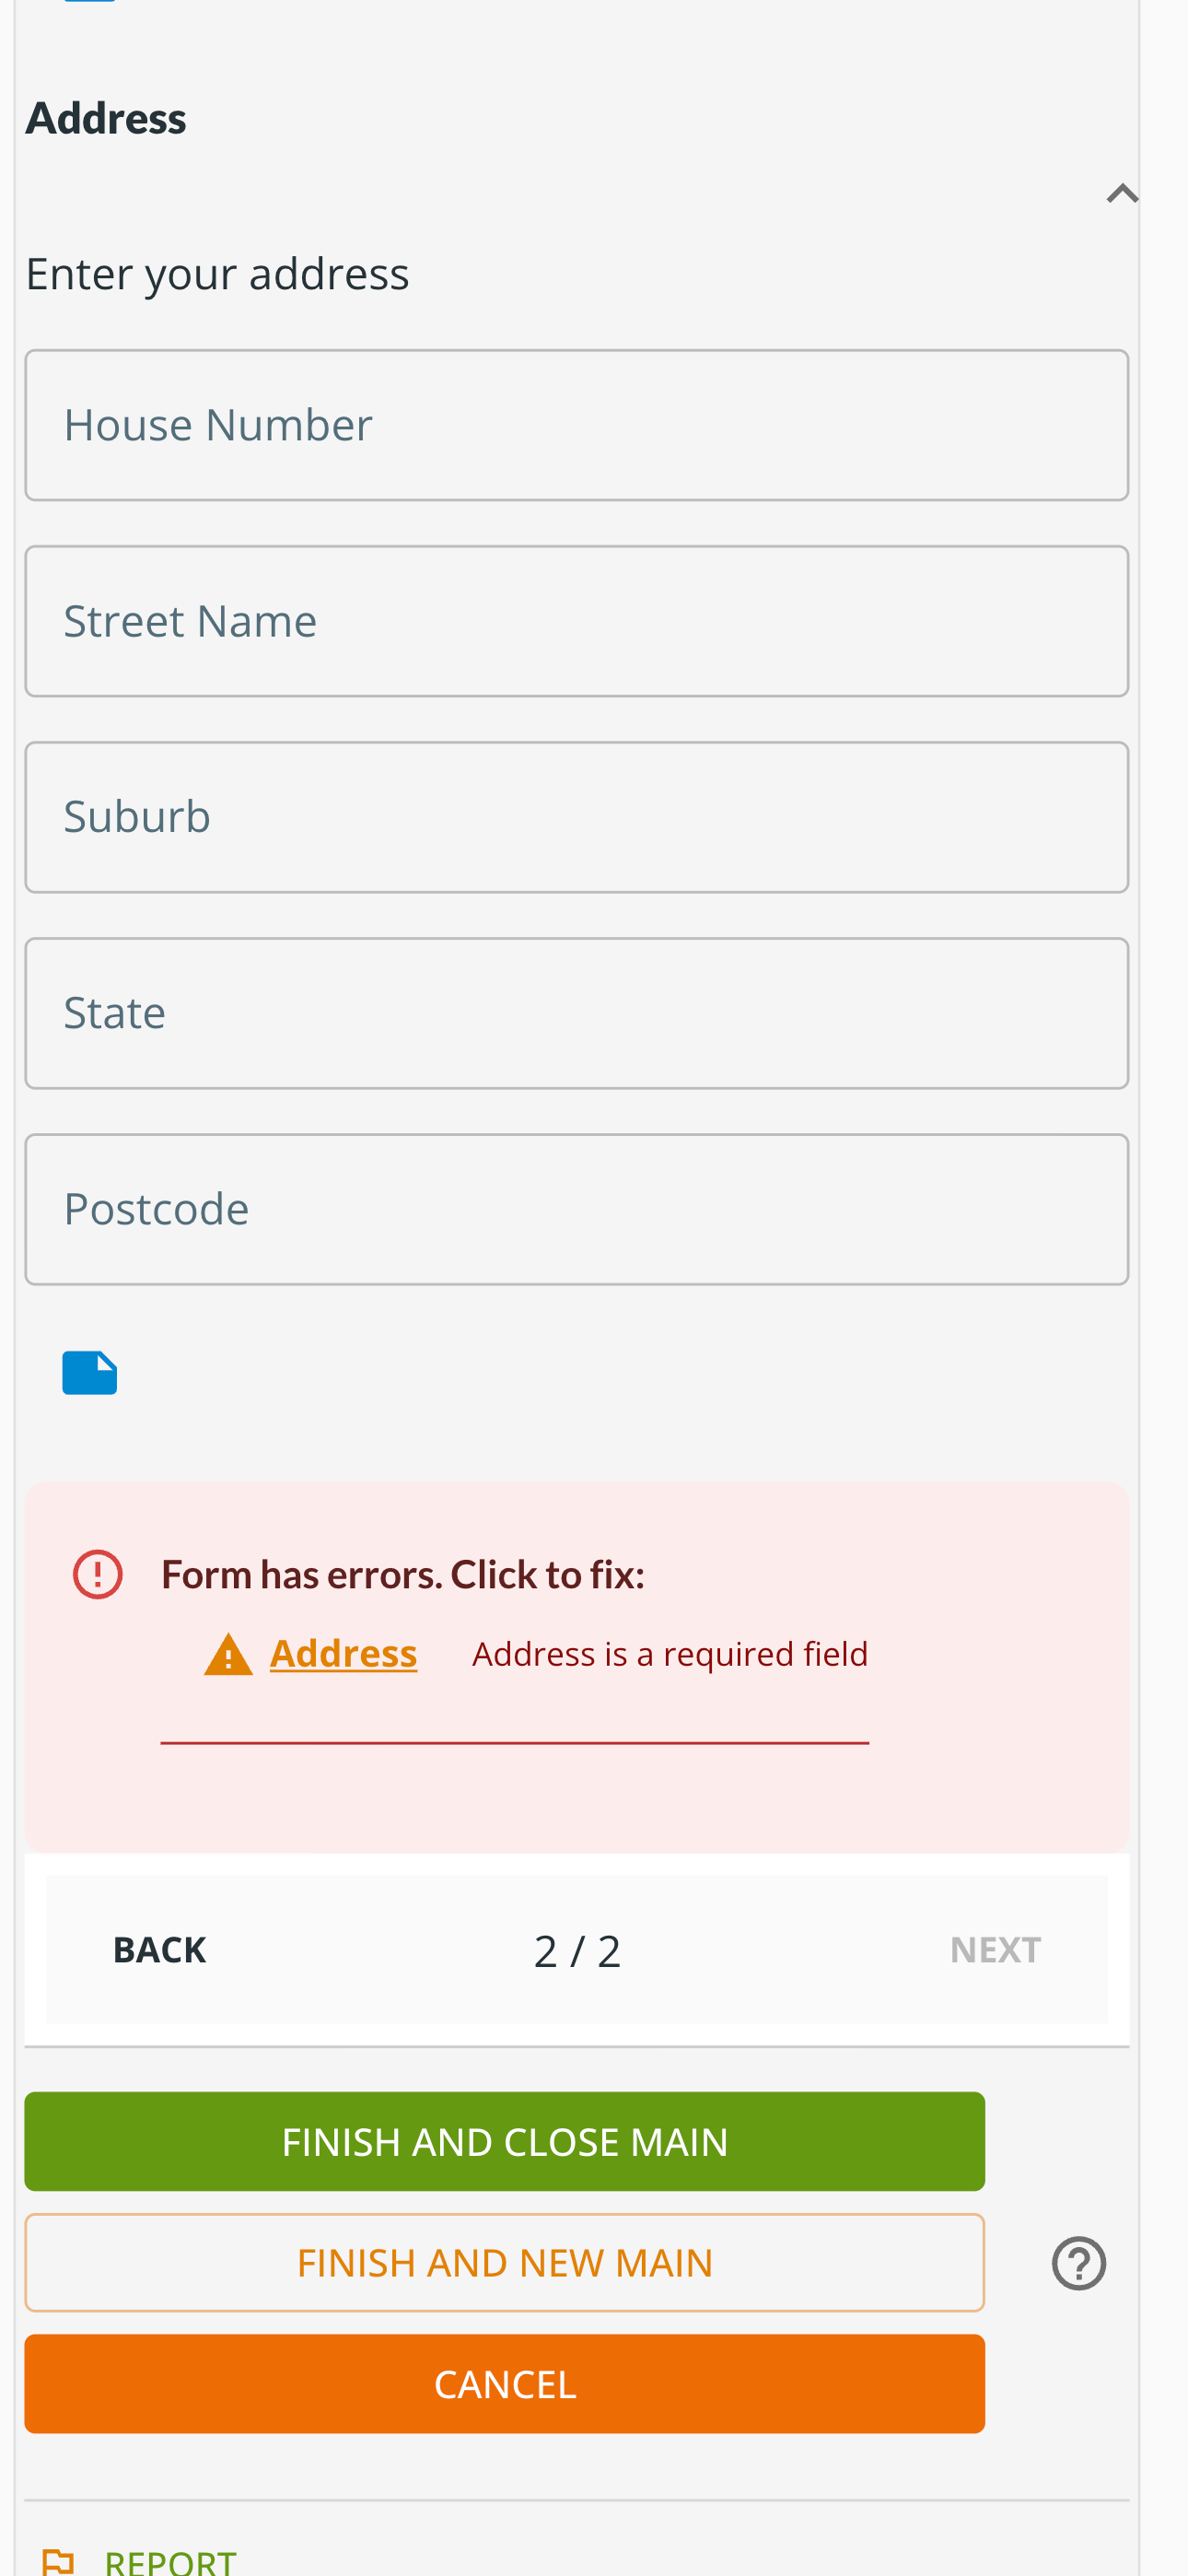 Address
Enter your address
House Number
Street Name
Suburb
State
Postcode
Form has errors. Click to fix:
Address Address is a required field
BACK 2 / 2 NEXT
FINISH AND CLOSE MAIN
FINISH AND NEW MAIN
CANCEL
REPORT